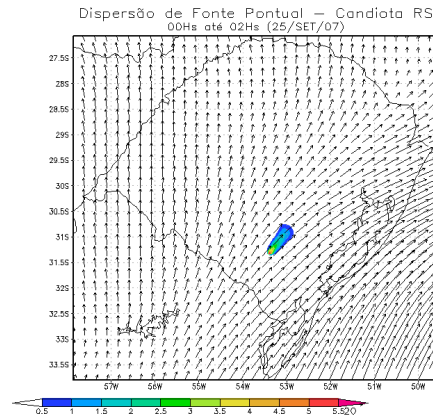 Dispersão de Fonte Pontual — Candiota RS
00Hs até 02Hs (25/SET/07)
27.5S
28S
28.5S
29S
29.5S
30S
30.5S
31S
31.5S
32S
32.5S
33S
33.5S
57W 56W 55W 54W 53W 52W 51W 50W
0.5 1 1.5 2 2.5 3 3.5 4 4.5 5 5.5 20